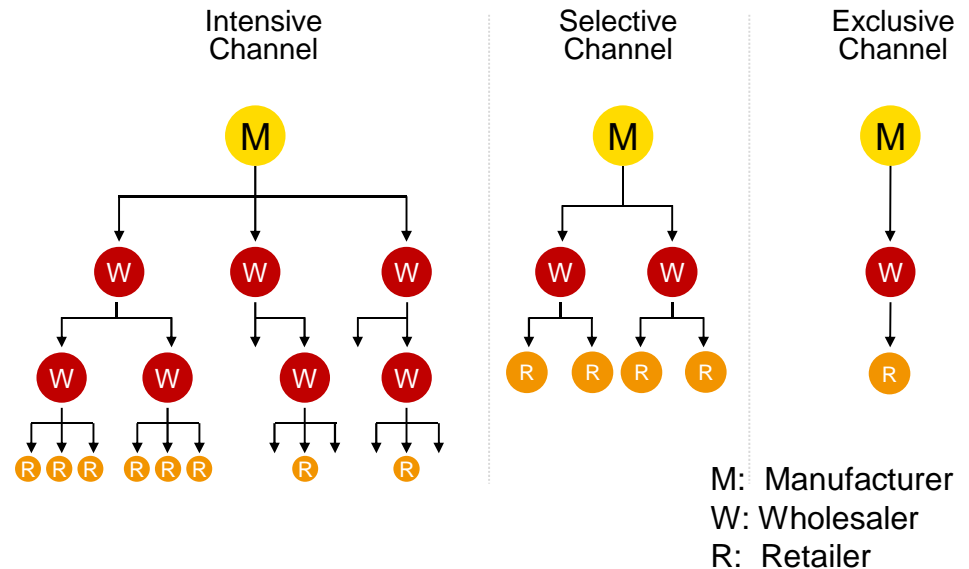 Intensive
Channel
Selective
Channel
Exclusive
Channel
M
M
M
W W W
W W
W
W W W W
R R R R
R
R R R R R R R R
M: Manufacturer
W: Wholesaler
R: Retailer